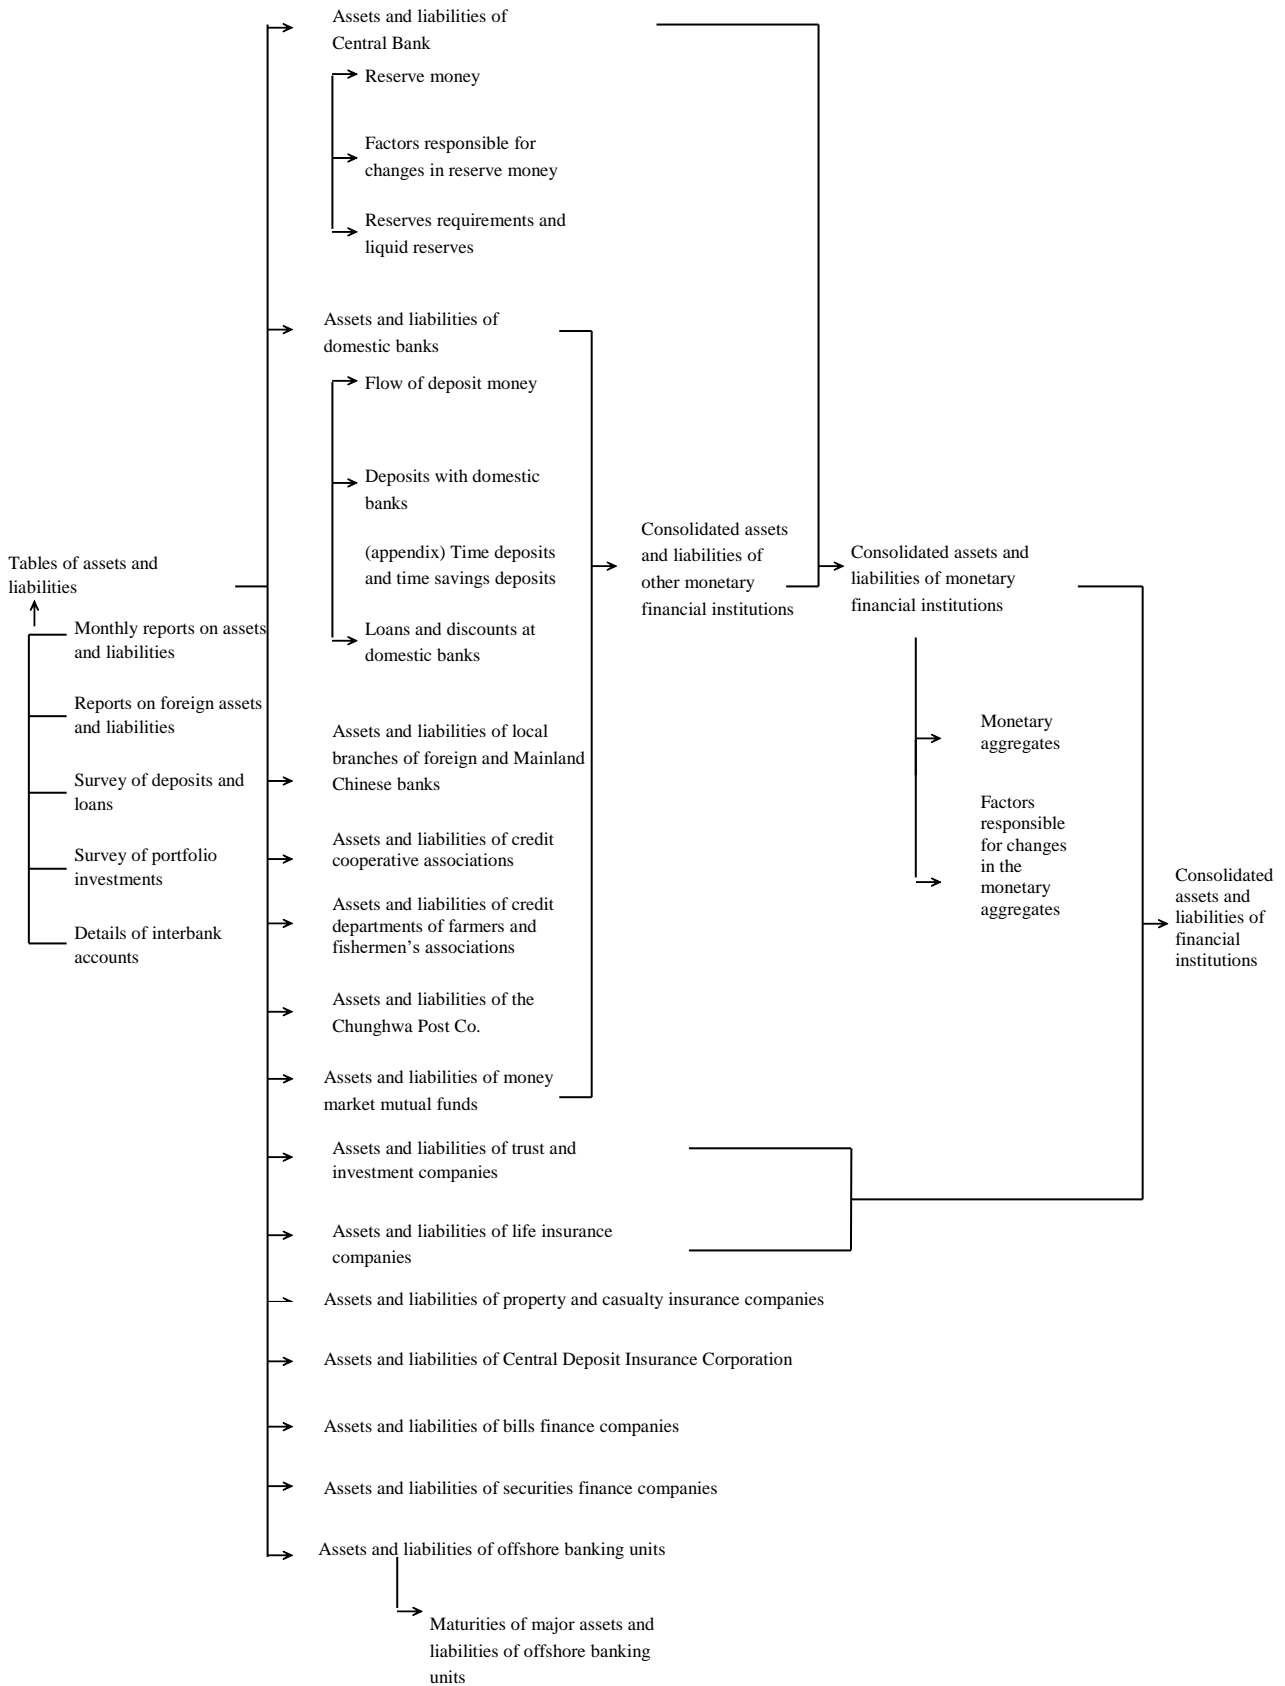 Assets and liabilities of
Central Bank
Reserve money
Factors responsible for
changes in reserve money
Reserves requirements and
liquid reserves
Assets and liabilities of
domestic banks
Flow of deposit money
Deposits with domestic
banks
(appendix) Time deposits
and time savings deposits
Loans and discounts at
domestic banks
Tables of assets and
liabilities
Monthly reports on assets
and liabilities
Reports on foreign assets
and liabilities
Survey of deposits and
loans
Survey of portfolio
investments
Details of interbank
accounts
Assets and liabilities of local
branches of foreign and Mainland
Chinese banks
Assets and liabilities of credit
cooperative associations
Assets and liabilities of credit
departments of farmers and
fishermen’s associations
Assets and liabilities of the
Chunghwa Post Co.
Assets and liabilities of money
market mutual funds
Consolidated assets
and liabilities of
other monetary
financial institutions
Consolidated assets and
liabilities of monetary
financial institutions
Monetary
aggregates
Factors
responsible
for changes
in the
monetary
aggregates
Consolidated
assets and
liabilities of
financial
institutions
Assets and liabilities of trust and
investment companies
Assets and liabilities of life insurance
companies
Assets and liabilities of property and casualty insurance companies
Assets and liabilities of Central Deposit Insurance Corporation
Assets and liabilities of bills finance companies
Assets and liabilities of securities finance companies
Assets and liabilities of offshore banking units
Maturities of major assets and
liabilities of offshore banking
units